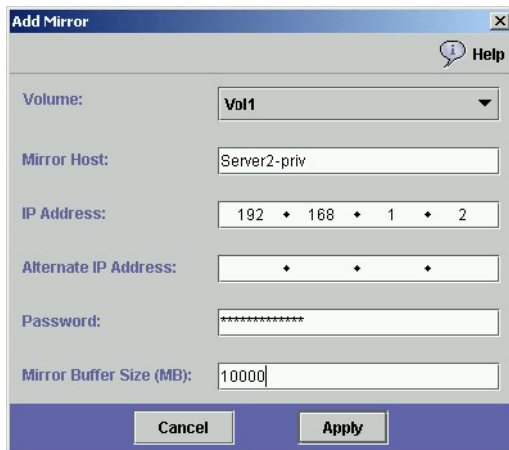 Add Mirror
Help
Volume: Vol1
Mirror Host: Server2-priv
IP Address: 192 • 168 • 1 • 2
Alternate IP Address: • • •
Password: *************
Mirror Buffer Size (MB): 10000
Cancel Apply